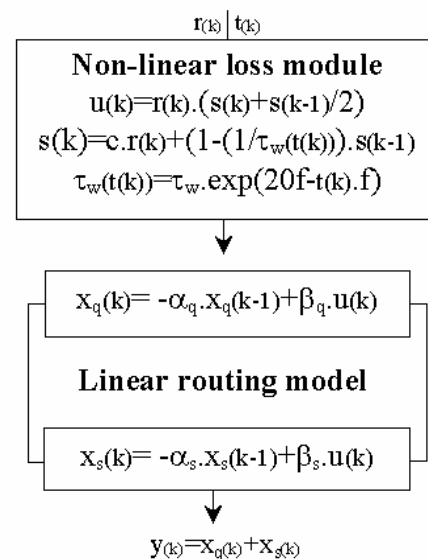 r(k) t(k)
Non-linear loss module
u(k)=r(k).(s(k)+s(k-1)/2)
s(k)=c.r(k)+(1-(1/τw(t(k))).s(k-1)
τw(t(k))=τw.exp(20f-t(k).f)
xq(k)= -αq.xq(k-1)+βq.u(k)
Linear routing model
xs(k)= -αs.xs(k-1)+βs.u(k)
y(k)=xq(k)+xs(k)